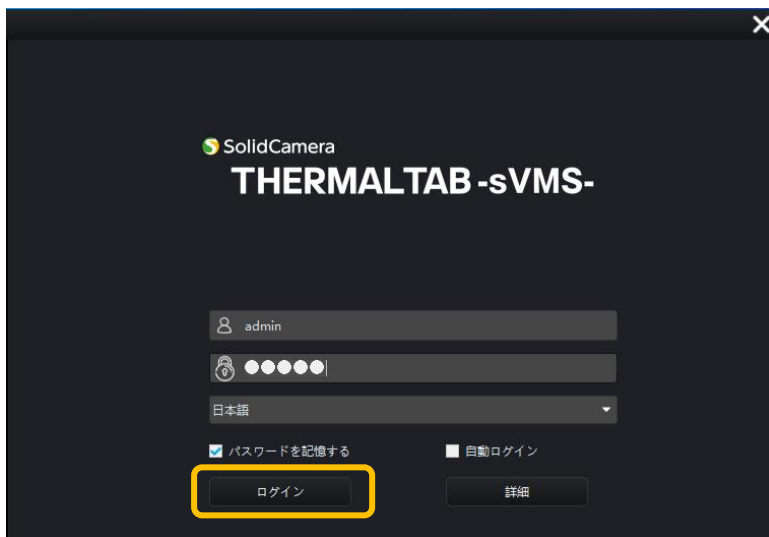 SolidCamera
THERMALTAB -sVMS-
admin
●●●●●
日本語
パスワードを記憶する
自動ログイン
ログイン
詳細